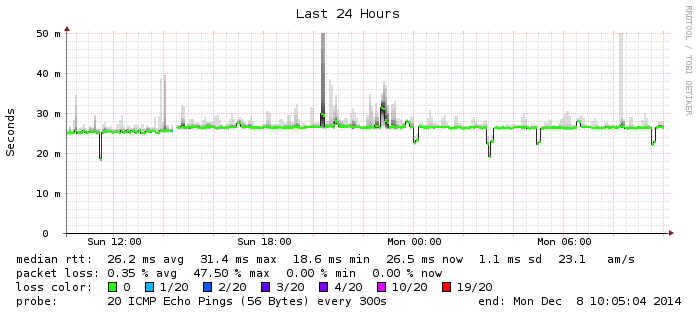 Last 24 Hours
RRDTOOL / TOBI OETIKER
Seconds
50 m
40 m
30 m
20 m
10 m
0
Sun 12:00 Sun 18:00 Mon 00:00 Mon 06:00
median rtt: 26.2 ms avg 31.4 ms max 18.6 ms min 26.5 ms now 1.1 ms sd 23.1 am/s
packet loss: 0.35 % avg 47.50 % max 0.00 % min 0.00 % now
loss color: 0 1/20 2/20 3/20 4/20 10/20 19/20
probe: 20 ICMP Echo Pings (56 Bytes) every 300s end: Mon Dec 8 10:05:04 2014